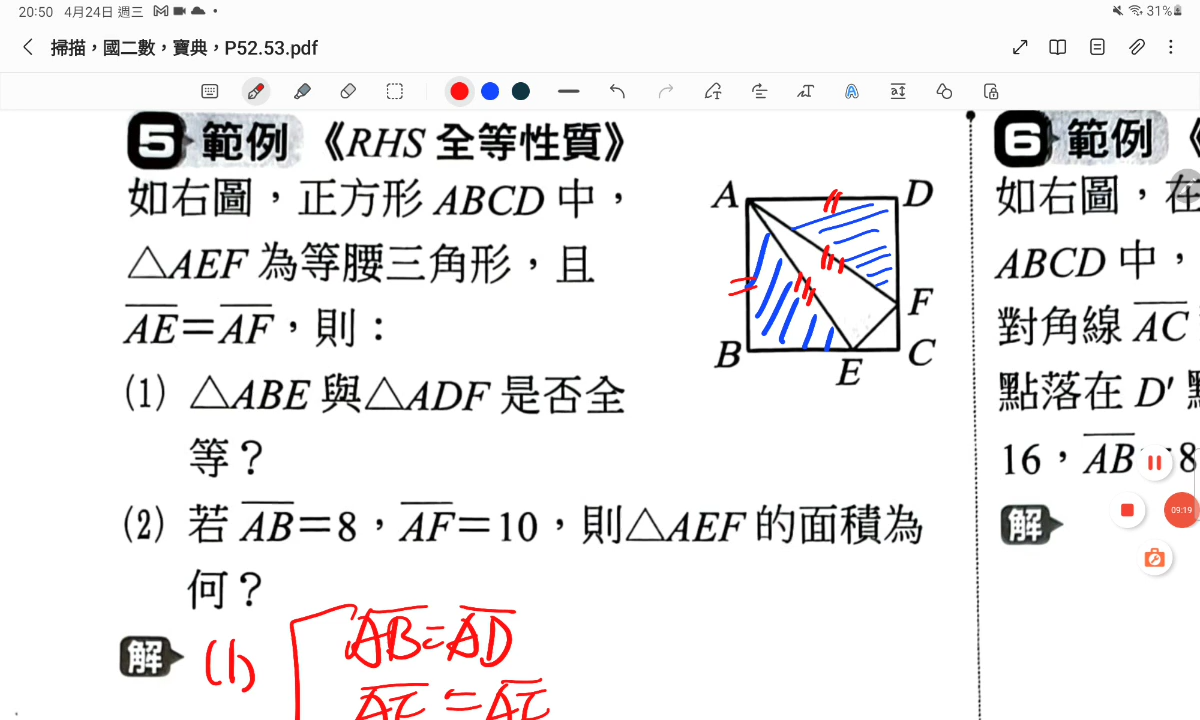 20:50 4月24日 週三
31%
掃描,國二數,寶典,P52.53.pdf
5 範例 《RHS 全等性質》
如右圖,正方形 ABCD 中,
△AEF 為等腰三角形,且
AE=AF,則:
(1) △ABE 與△ADF 是否全
等?
(2) 若 AB=8,AF=10,則△AEF 的面積為
何?
A
D
F
B
E
C
解 (1) AB=AD
6 範例 《
如右圖,在
ABCD 中,
對角線 AC
點落在 D′ 點
16,AB=8
解
09:19